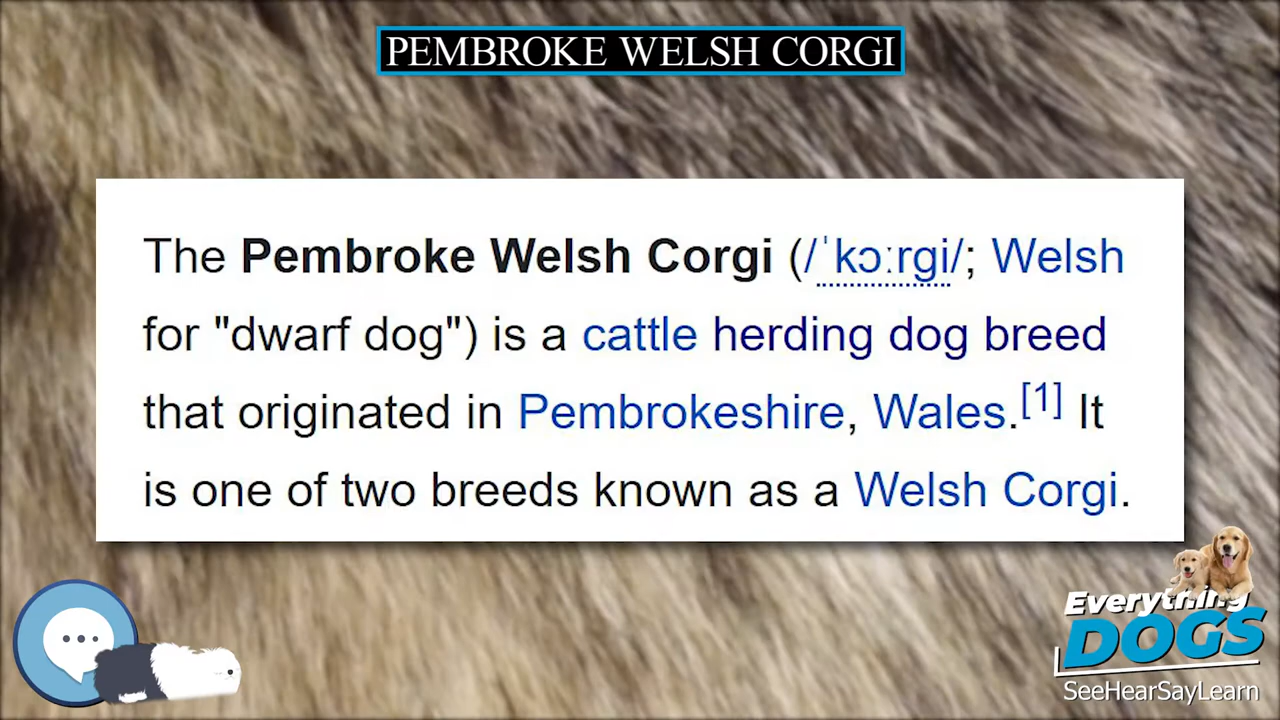 PEMBROKE WELSH CORGI
The Pembroke Welsh Corgi (/ˈkɔːrɡi/; Welsh
for "dwarf dog") is a cattle herding dog breed
that originated in Pembrokeshire, Wales.[1] It
is one of two breeds known as a Welsh Corgi.
Everything
DOGS
SeeHearSayLearn